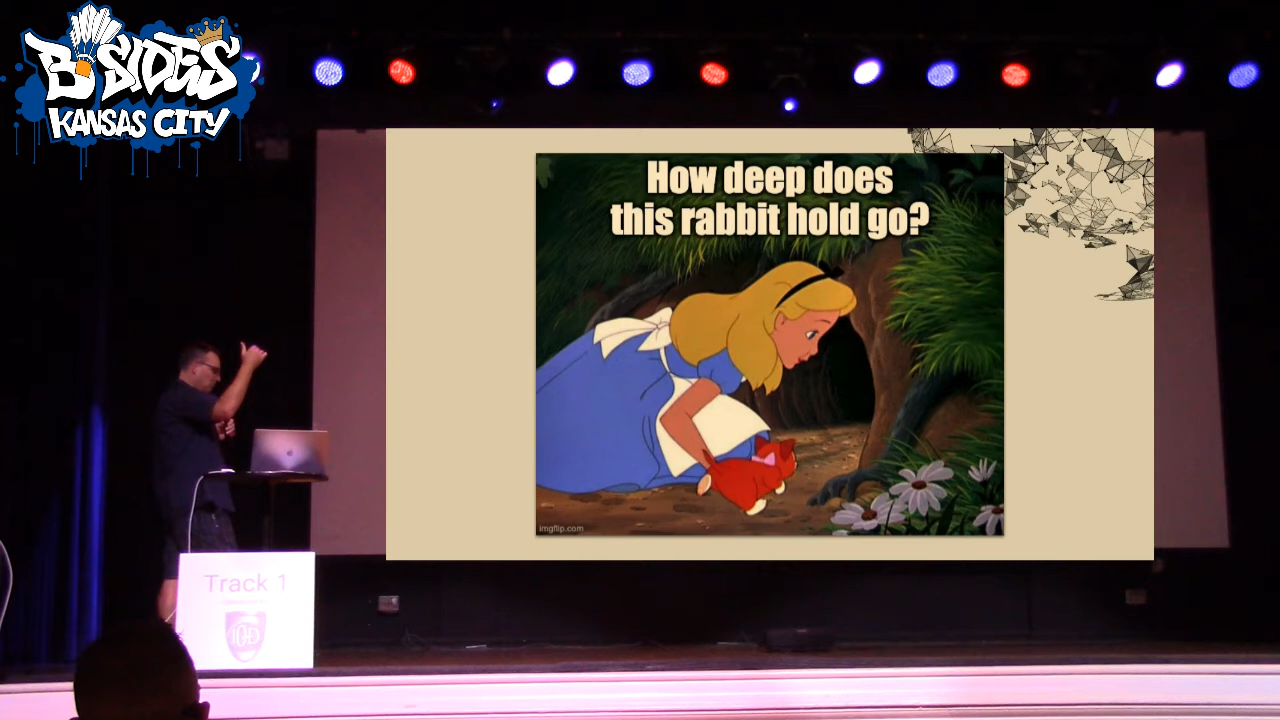 B-SIDES
KANSAS CITY
How deep does
this rabbit hold go?
imgflip.com
Track 1